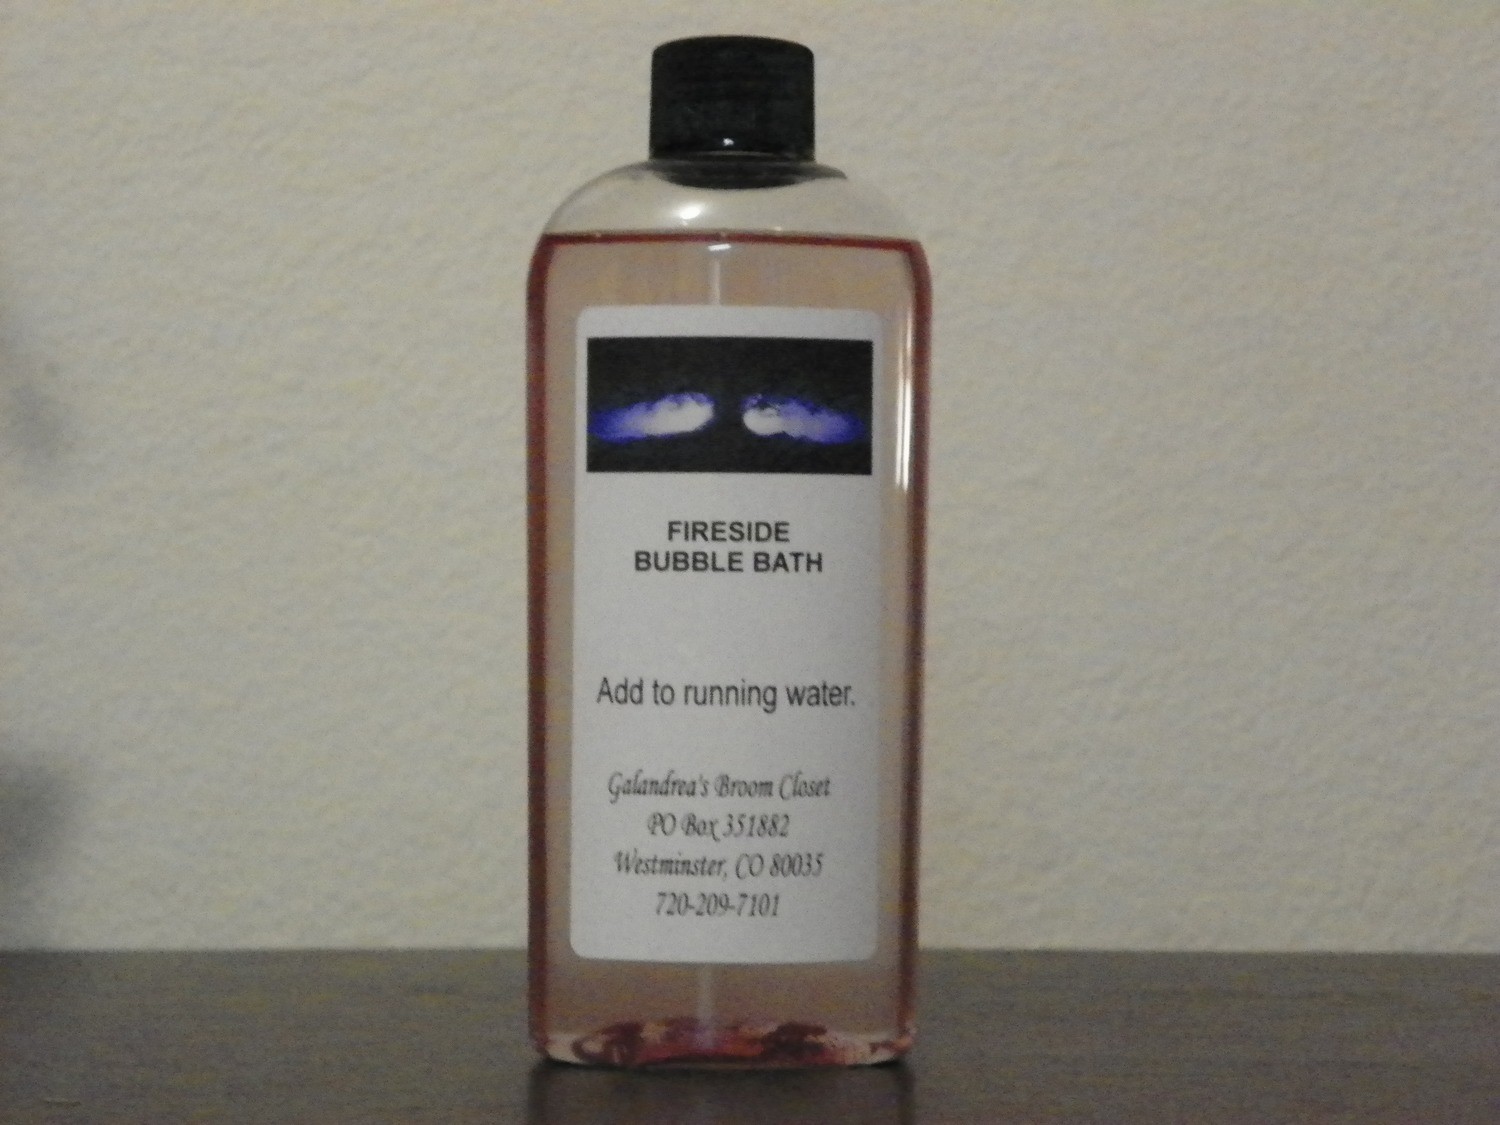 FIRESIDE
BUBBLE BATH
Add to running water.
Galandrea's Broom Closet
PO Box 351882
Westminster, CO 80035
720-209-7101